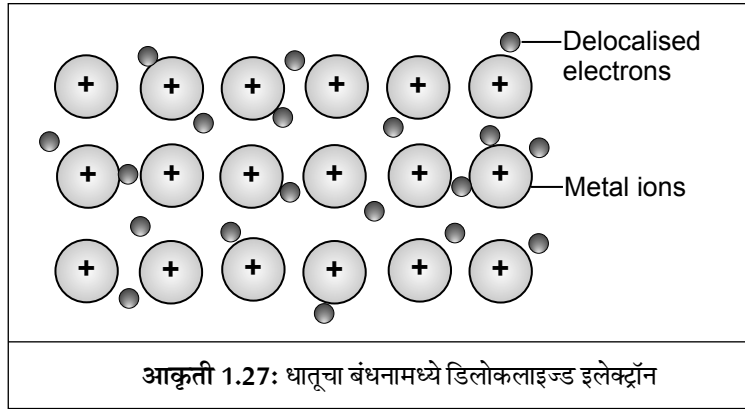 Delocalised
electrons
+ + + + + +
+ + + + + +
Metal ions
+ + + + + +
आकृती 1.27: धातूचा बंधनामध्ये डिलोकलाइज्ड इलेक्ट्रॉन